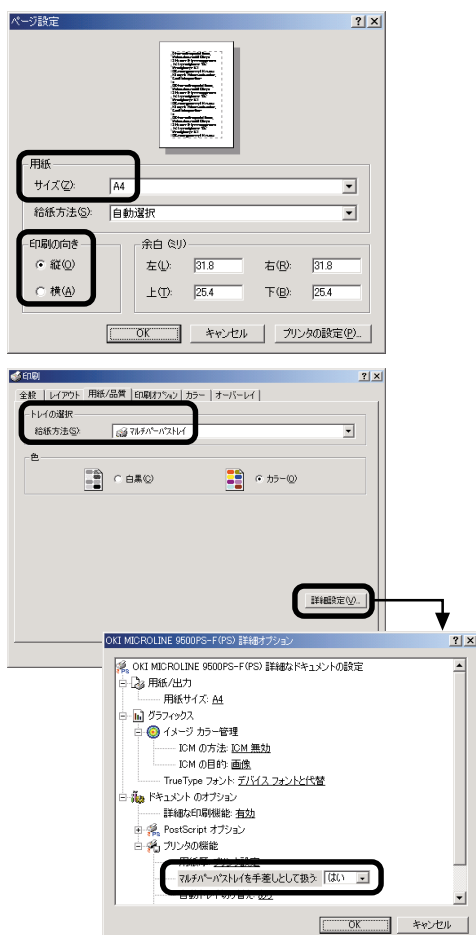 ページ設定
用紙
サイズ(Z): A4
給紙方法(S): 自動選択
印刷の向き
縦(O)
横(A)
余白 (ミリ)
左(L): 31.8 右(R): 31.8
上(T): 25.4 下(B): 25.4
OK キャンセル プリンタの設定(P)...
印刷
全般 レイアウト 用紙/品質 印刷オプション カラー オーバーレイ
トレイの選択
給紙方法(S): マルチパーパストレイ
色
白黒(C) カラー(O)
詳細設定(V)...
OKI MICROLINE 9500PS-F(PS) 詳細オプション
OKI MICROLINE 9500PS-F(PS) 詳細なドキュメントの設定
用紙/出力
用紙サイズ: A4
グラフィックス
イメージ カラー管理
ICM の方法: ICM 無効
ICM の目的: 画像
TrueType フォント: デバイス フォントと代替
ドキュメント のオプション
詳細な印刷機能: 有効
PostScript オプション
プリンタの機能
マルチパーパストレイを手差しとして扱う: はい
自動トレイ切り替え: あり
OK キャンセル